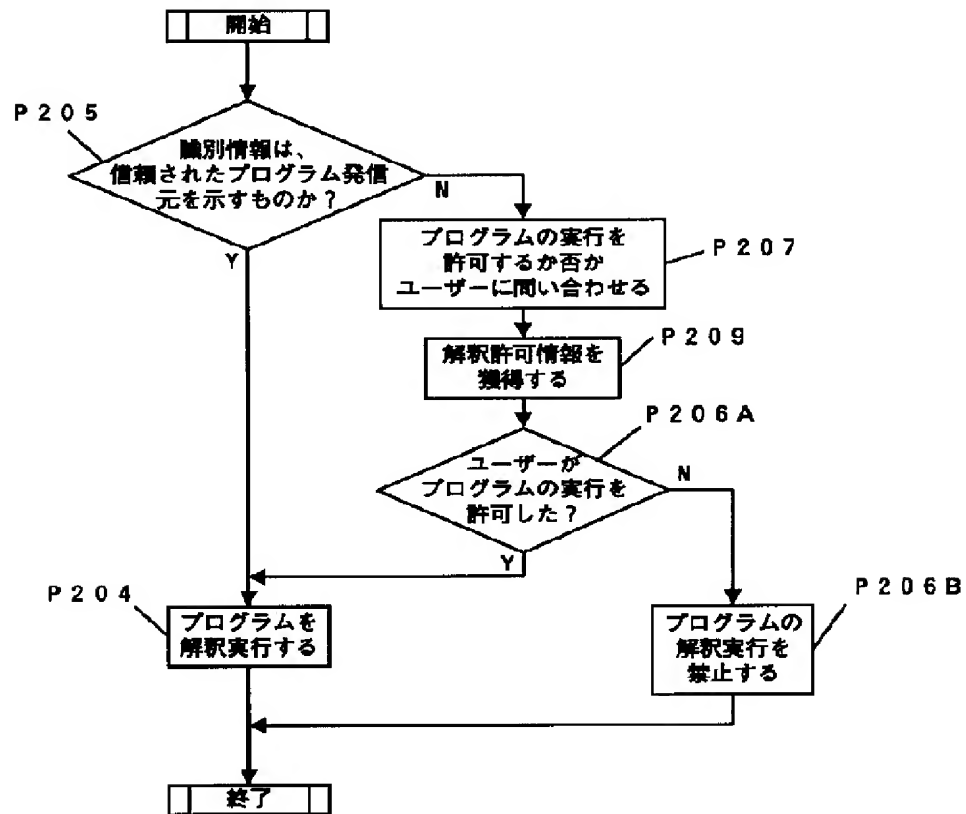 開始
P205
識別情報は、
信頼されたプログラム発信
元を示すものか?
N
Y
プログラムの実行を
許可するか否か
ユーザーに問い合わせる
P207
解釈許可情報を
獲得する
P209
P206A
ユーザーが
プログラムの実行を
許可した?
N
Y
P204
プログラムを
解釈実行する
P206B
プログラムの
解釈実行を
禁止する
終了